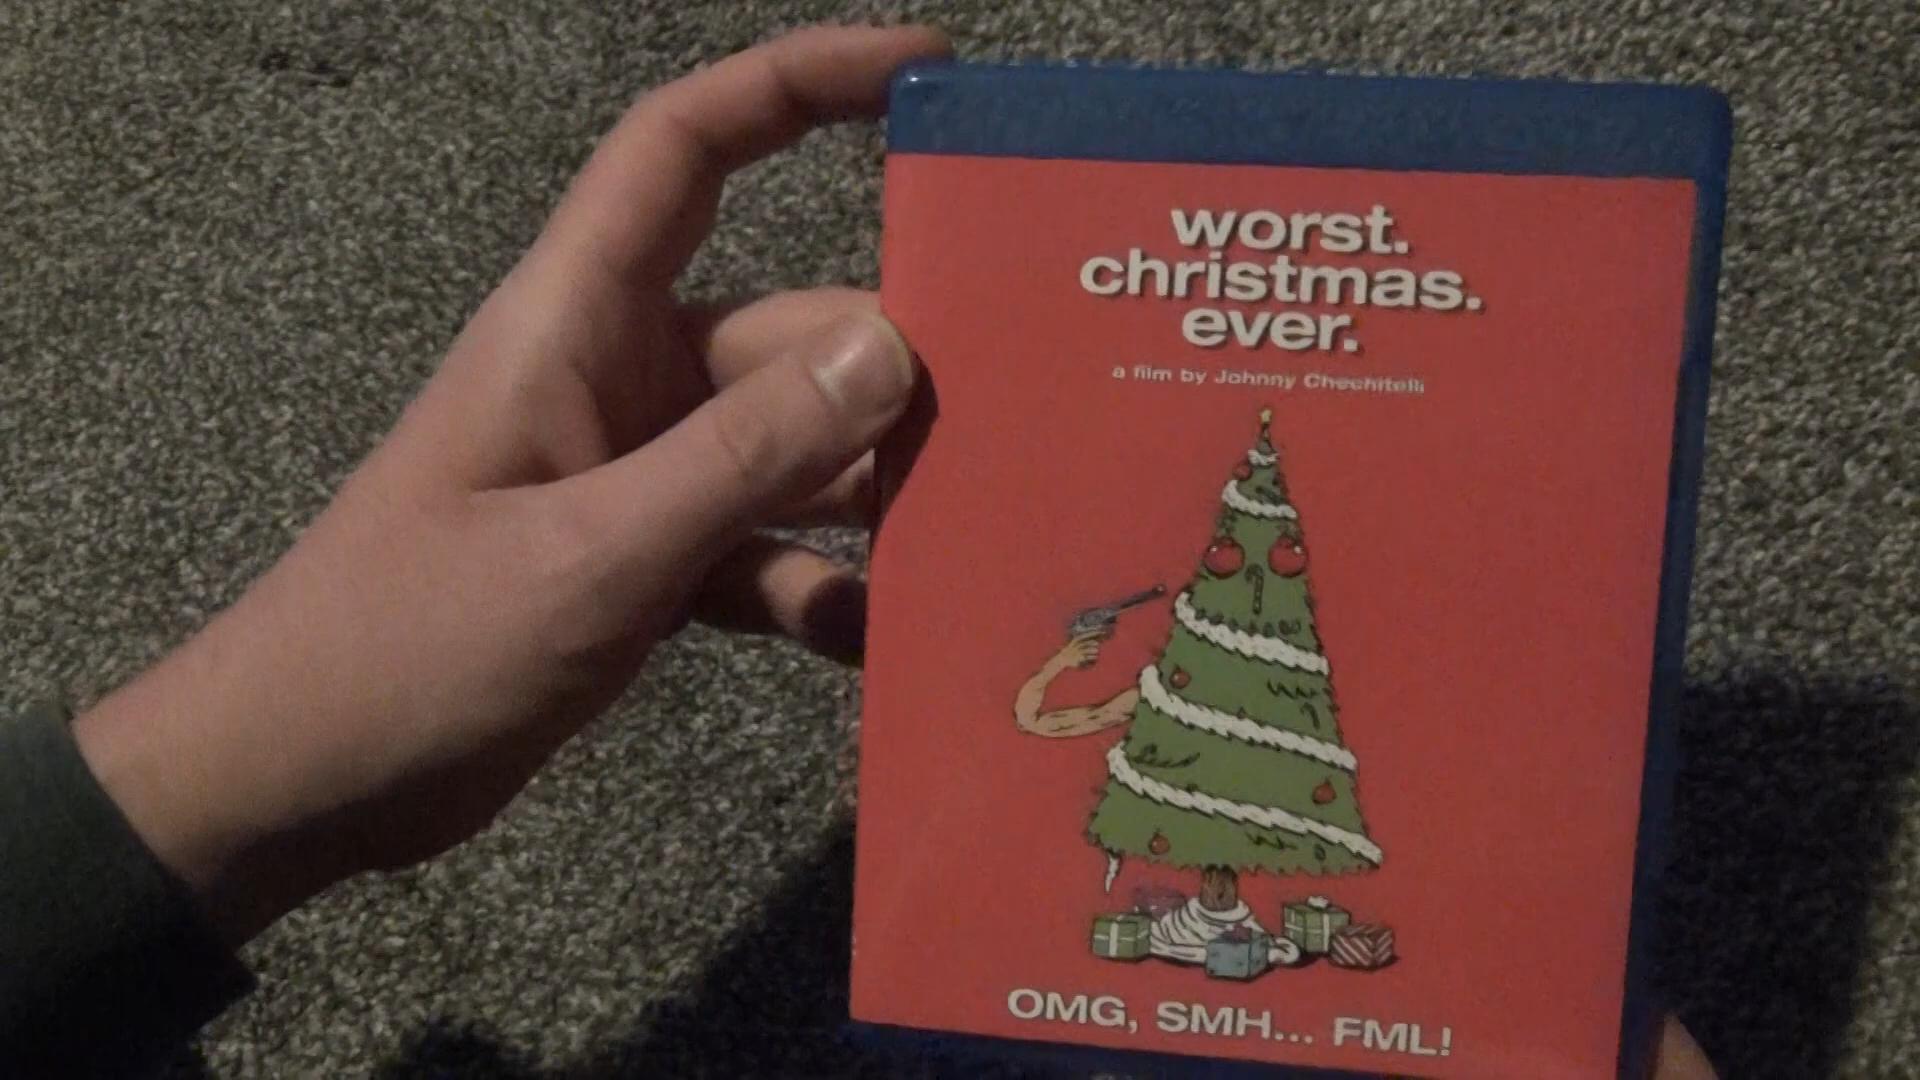 worst.
christmas.
ever.
a film by Johnny Chechitelli
OMG, SMH... FML!